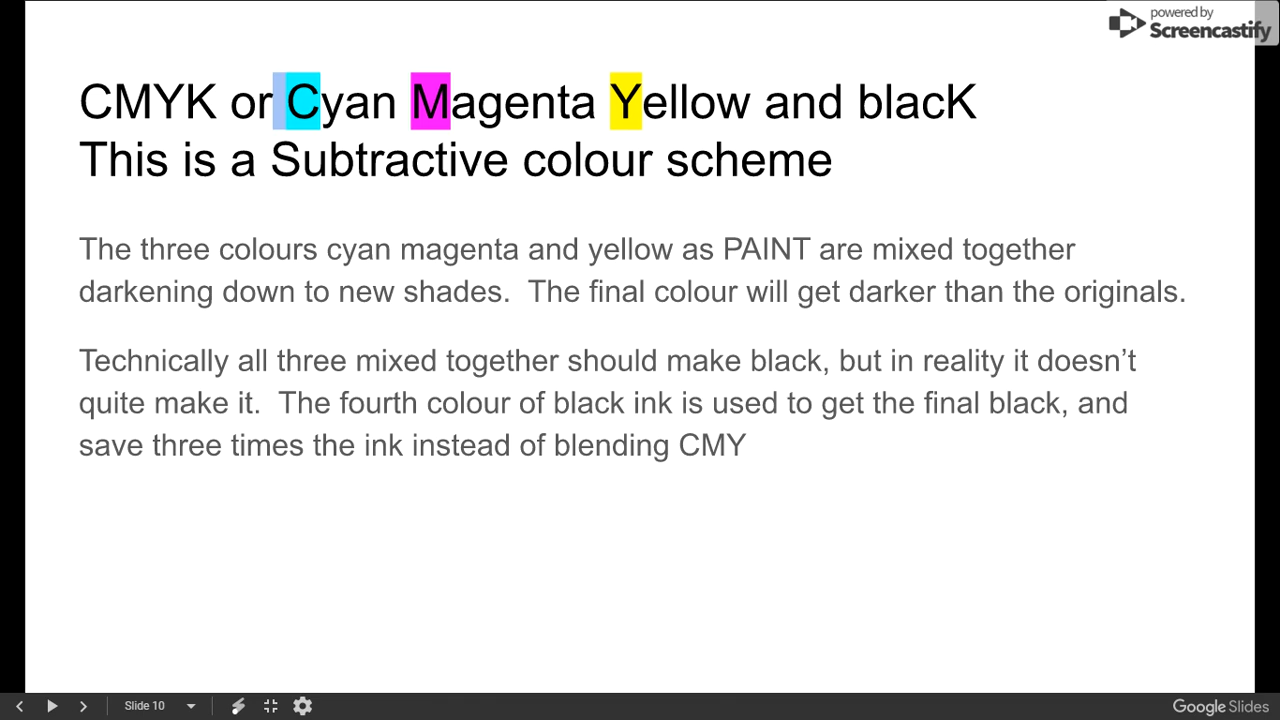 powered by
Screencastify
CMYK or Cyan Magenta Yellow and blacK
This is a Subtractive colour scheme
The three colours cyan magenta and yellow as PAINT are mixed together
darkening down to new shades.  The final colour will get darker than the originals.
Technically all three mixed together should make black, but in reality it doesn’t
quite make it.  The fourth colour of black ink is used to get the final black, and
save three times the ink instead of blending CMY
Slide 10
Google Slides